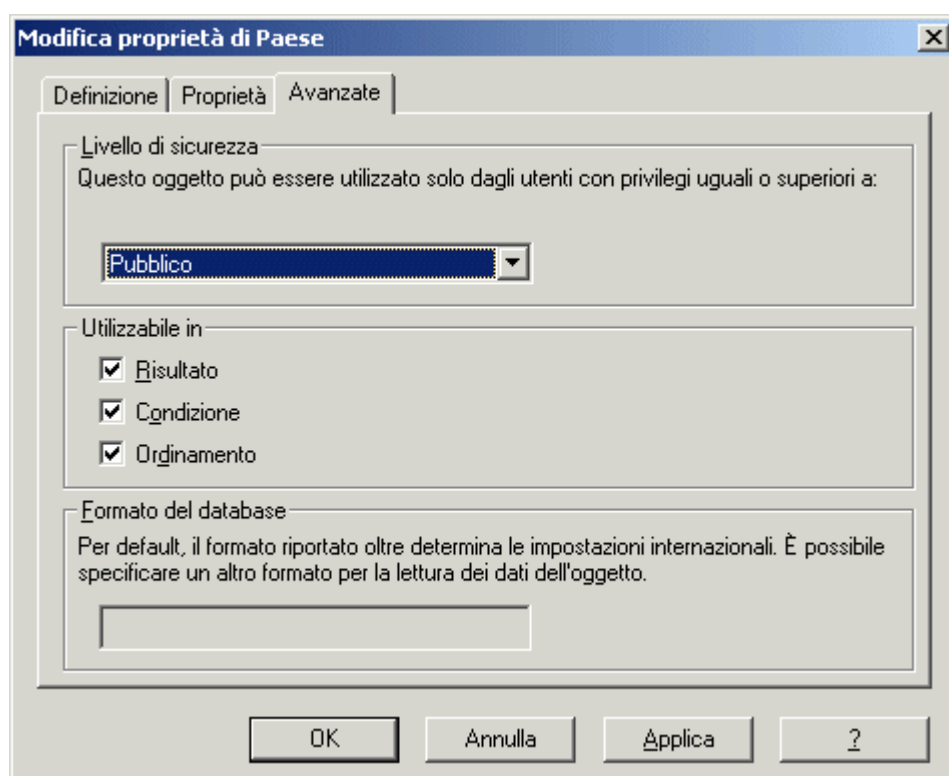 Modifica proprietà di Paese
Definizione Proprietà Avanzate
Livello di sicurezza
Questo oggetto può essere utilizzato solo dagli utenti con privilegi uguali o superiori a:
Pubblico
Utilizzabile in
Risultato
Condizione
Ordinamento
Formato del database
Per default, il formato riportato oltre determina le impostazioni internazionali. È possibile
specificare un altro formato per la lettura dei dati dell'oggetto.
OK Annulla Applica ?